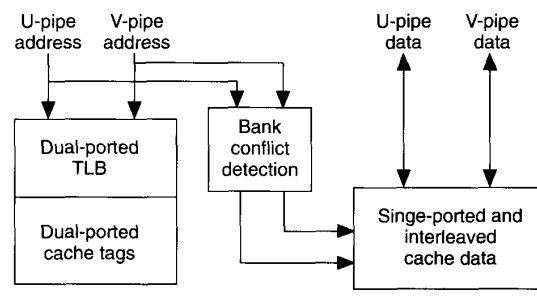 U-pipe V-pipe
address address
U-pipe V-pipe
data data
Dual-ported
TLB
Dual-ported
cache tags
Bank
conflict
detection
Singe-ported and
interleaved
cache data